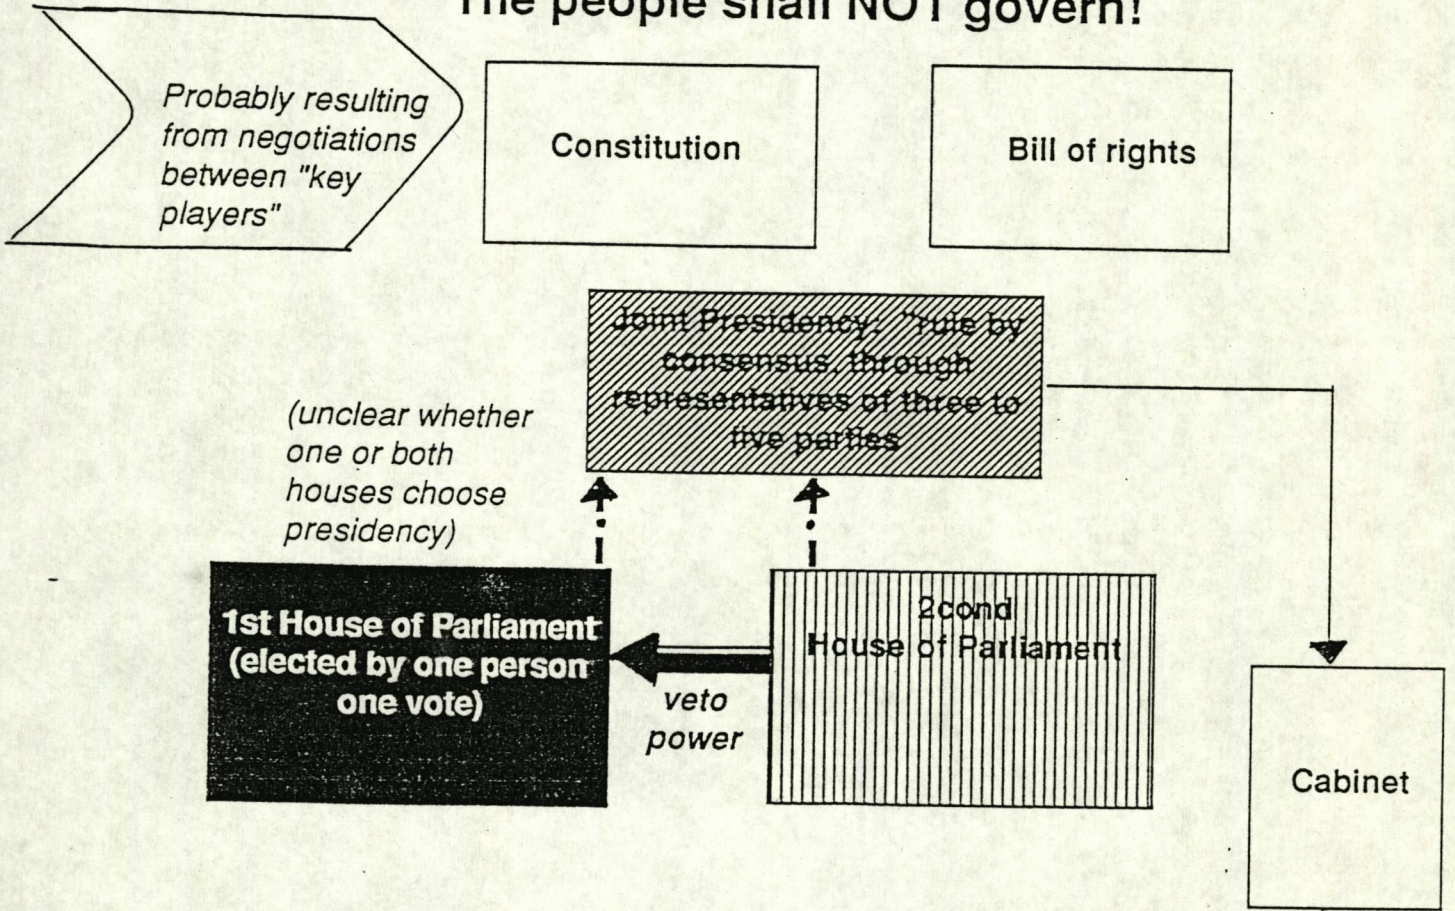 The people shall NOT govern!
Probably resulting
from negotiations
between "key
players"
Constitution
Bill of rights
Joint Presidency: "rule by
consensus, through
representatives of three to
five parties
(unclear whether
one or both
houses choose
presidency)
1st House of Parliament
(elected by one person
one vote)
veto
power
2cond
House of Parliament
Cabinet